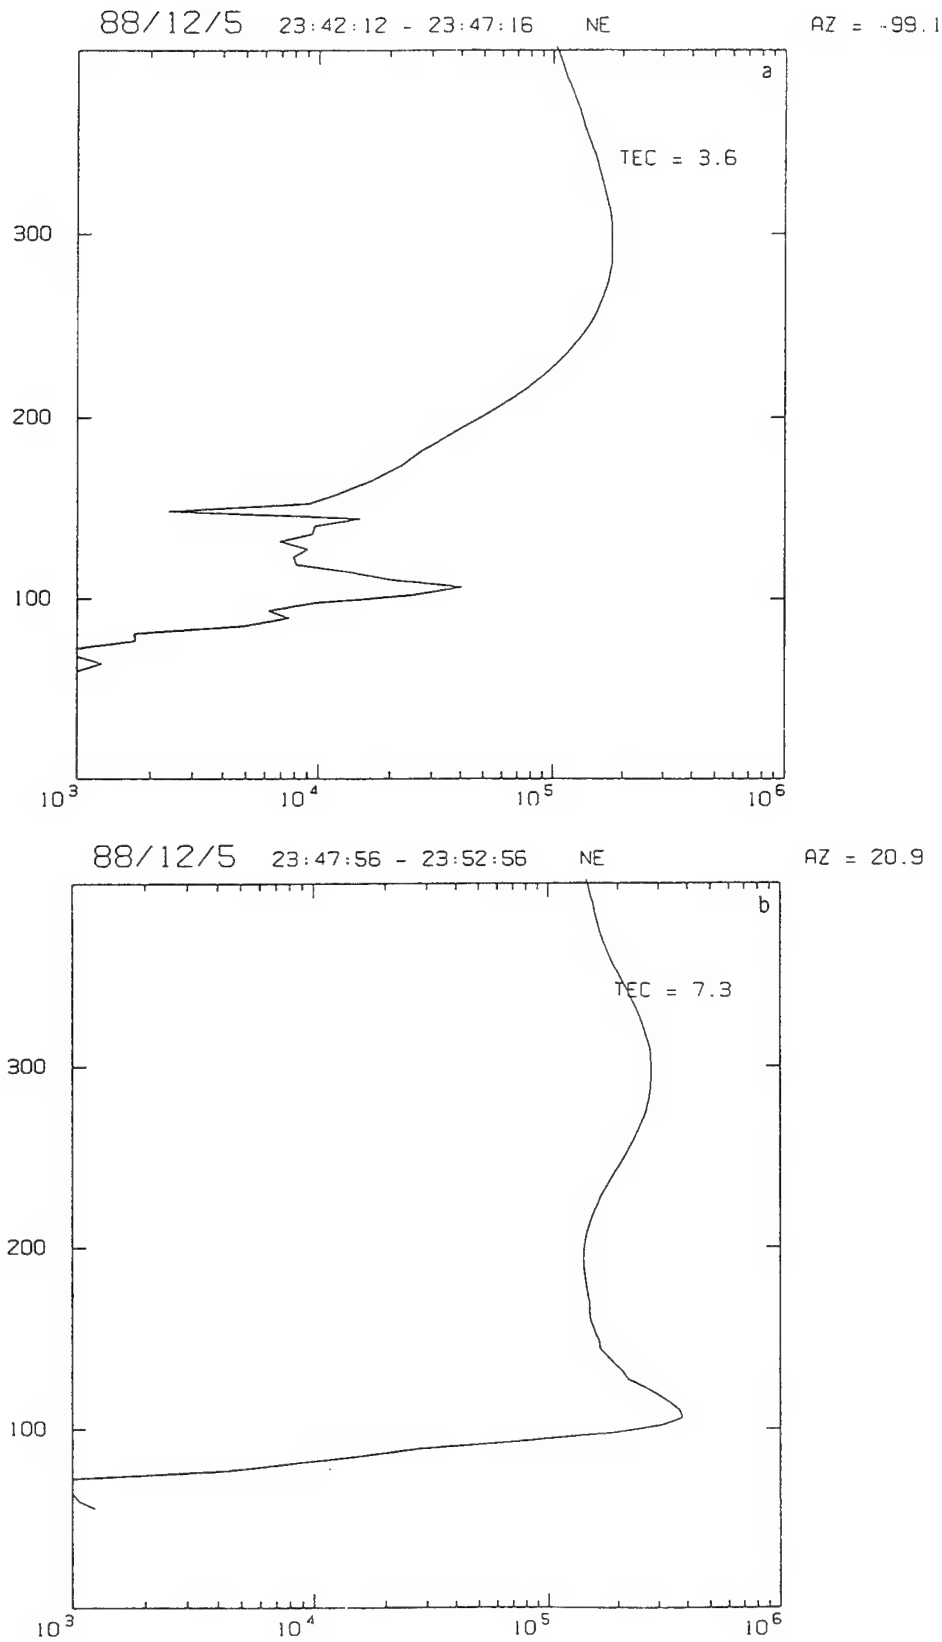 88/12/5 23:42:12 - 23:47:16 NE AZ = -99.1
a
TEC = 3.6
300
200
100
10³ 10⁴ 10⁵ 10⁶
88/12/5 23:47:56 - 23:52:56 NE AZ = 20.9
b
TEC = 7.3
300
200
100
10³ 10⁴ 10⁵ 10⁶